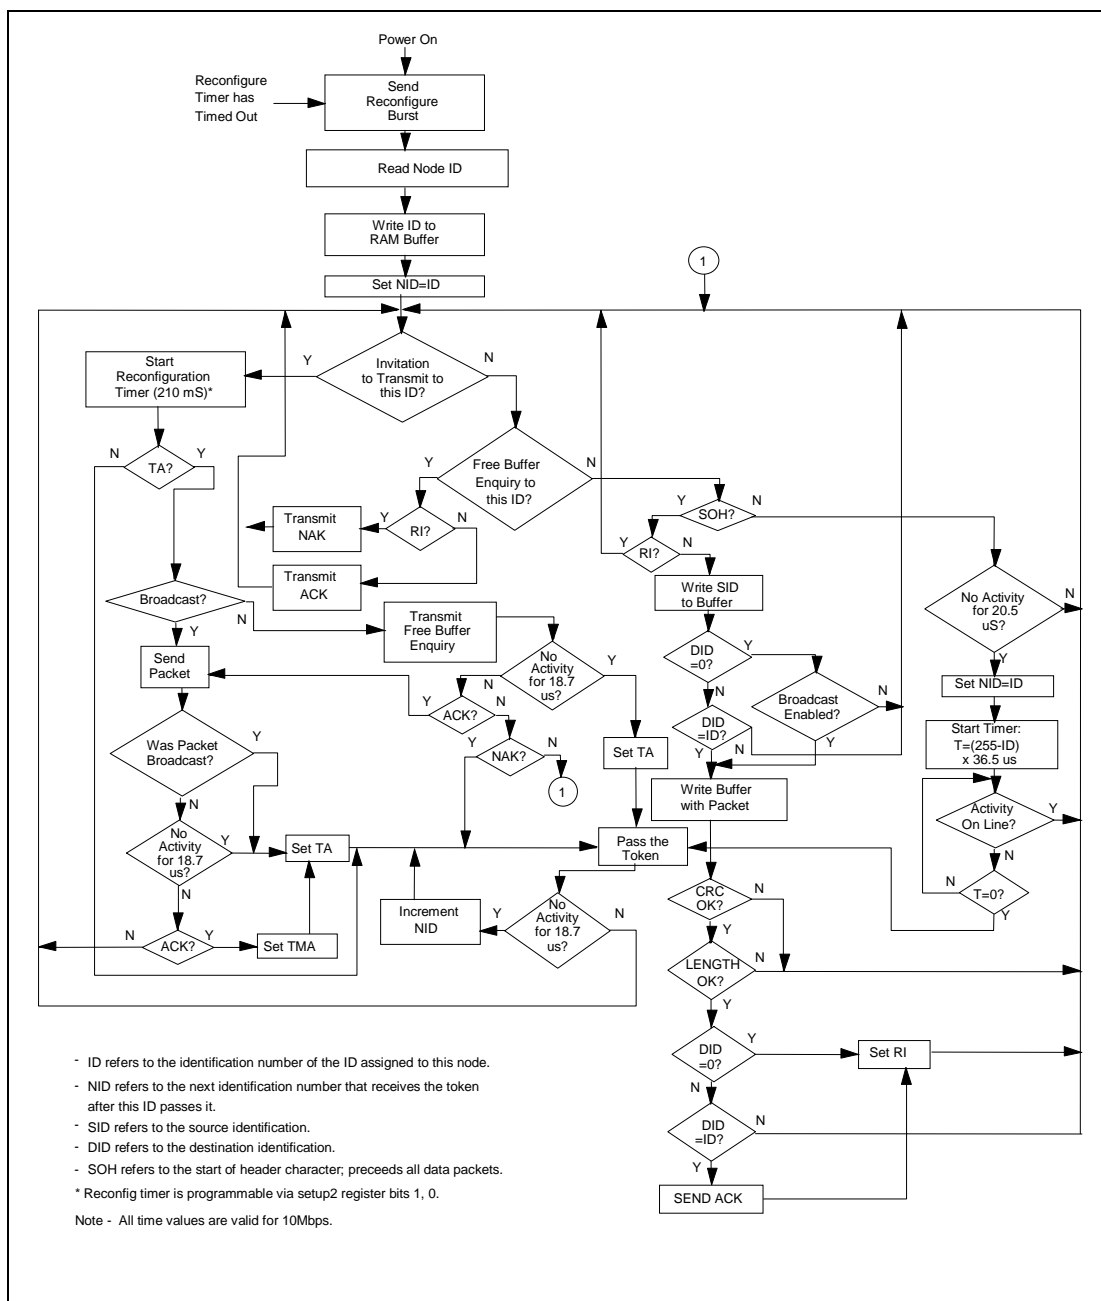 Power On
Reconfigure
Timer has
Timed Out
Send
Reconfigure
Burst
Read Node ID
Write ID to
RAM Buffer
1
Set NID=ID
Start
Reconfiguration
Timer (210 mS)*
Y
Invitation
to Transmit to
this ID?
N
N
TA?
Y
Y
Free Buffer
Enquiry to
this ID?
N
Transmit
NAK
Y
RI?
N
Y
SOH?
N
Y
RI?
N
Transmit
ACK
Write SID
to Buffer
No Activity
for 20.5
uS?
N
Y
Broadcast?
N
Y
Transmit
Free Buffer
Enquiry
No
Activity
for 18.7
us?
Y
N
DID
=0?
Y
N
Send
Packet
Set NID=ID
Broadcast
Enabled?
N
Y
ACK?
N
Y
DID
=ID?
N
Y
Start Timer:
T=(255-ID)
x 36.5 us
Was Packet
Broadcast?
Y
N
Y
NAK?
N
1
Set TA
Write Buffer
with Packet
Activity
On Line?
Y
N
No
Activity
for 18.7
us?
Y
N
Set TA
Pass the
Token
N
T=0?
Y
CRC
OK?
N
Y
Increment
NID
Y
No
Activity
for 18.7
us?
N
N
ACK?
Y
Set TMA
LENGTH
OK?
N
Y
DID
=0?
Y
N
Set RI
DID
=ID?
N
Y
SEND ACK
- ID refers to the identification number of the ID assigned to this node.
- NID refers to the next identification number that receives the token
after this ID passes it.
- SID refers to the source identification.
- DID refers to the destination identification.
- SOH refers to the start of header character; preceeds all data packets.
* Reconfig timer is programmable via setup2 register bits 1, 0.
Note - All time values are valid for 10Mbps.